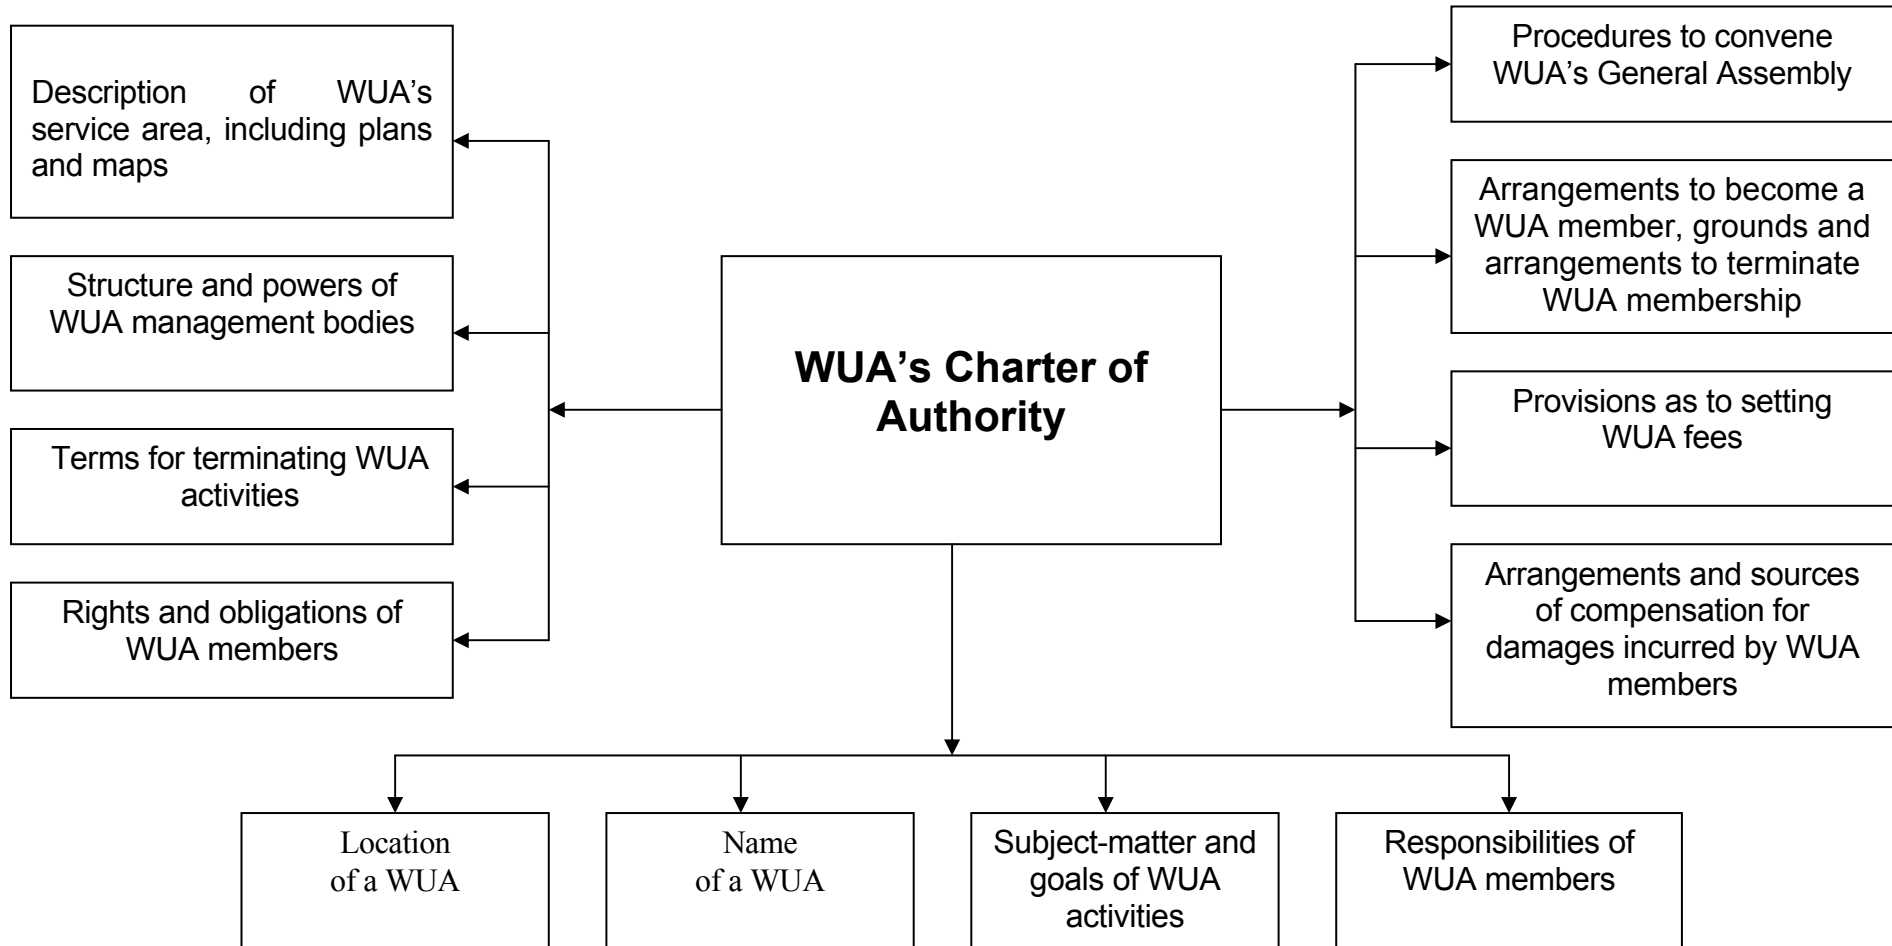 Description of WUA’s
service area, including plans
and maps
Structure and powers of
WUA management bodies
Terms for terminating WUA
activities
Rights and obligations of
WUA members
WUA’s Charter of
Authority
Procedures to convene
WUA’s General Assembly
Arrangements to become a
WUA member, grounds and
arrangements to terminate
WUA membership
Provisions as to setting
WUA fees
Arrangements and sources
of compensation for
damages incurred by WUA
members
Location
of a WUA
Name
of a WUA
Subject-matter and
goals of WUA
activities
Responsibilities of
WUA members